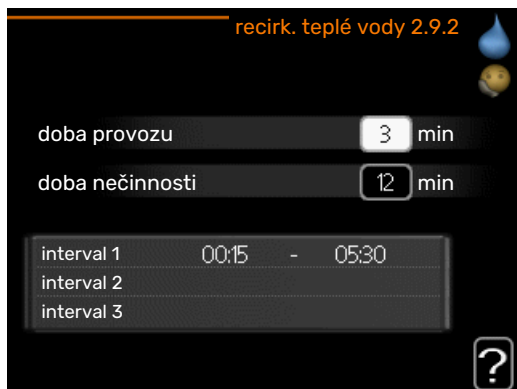 recirk. teplé vody 2.9.2
doba provozu 3 min
doba nečinnosti 12 min
interval 1 00:15 - 05:30
interval 2
interval 3
?